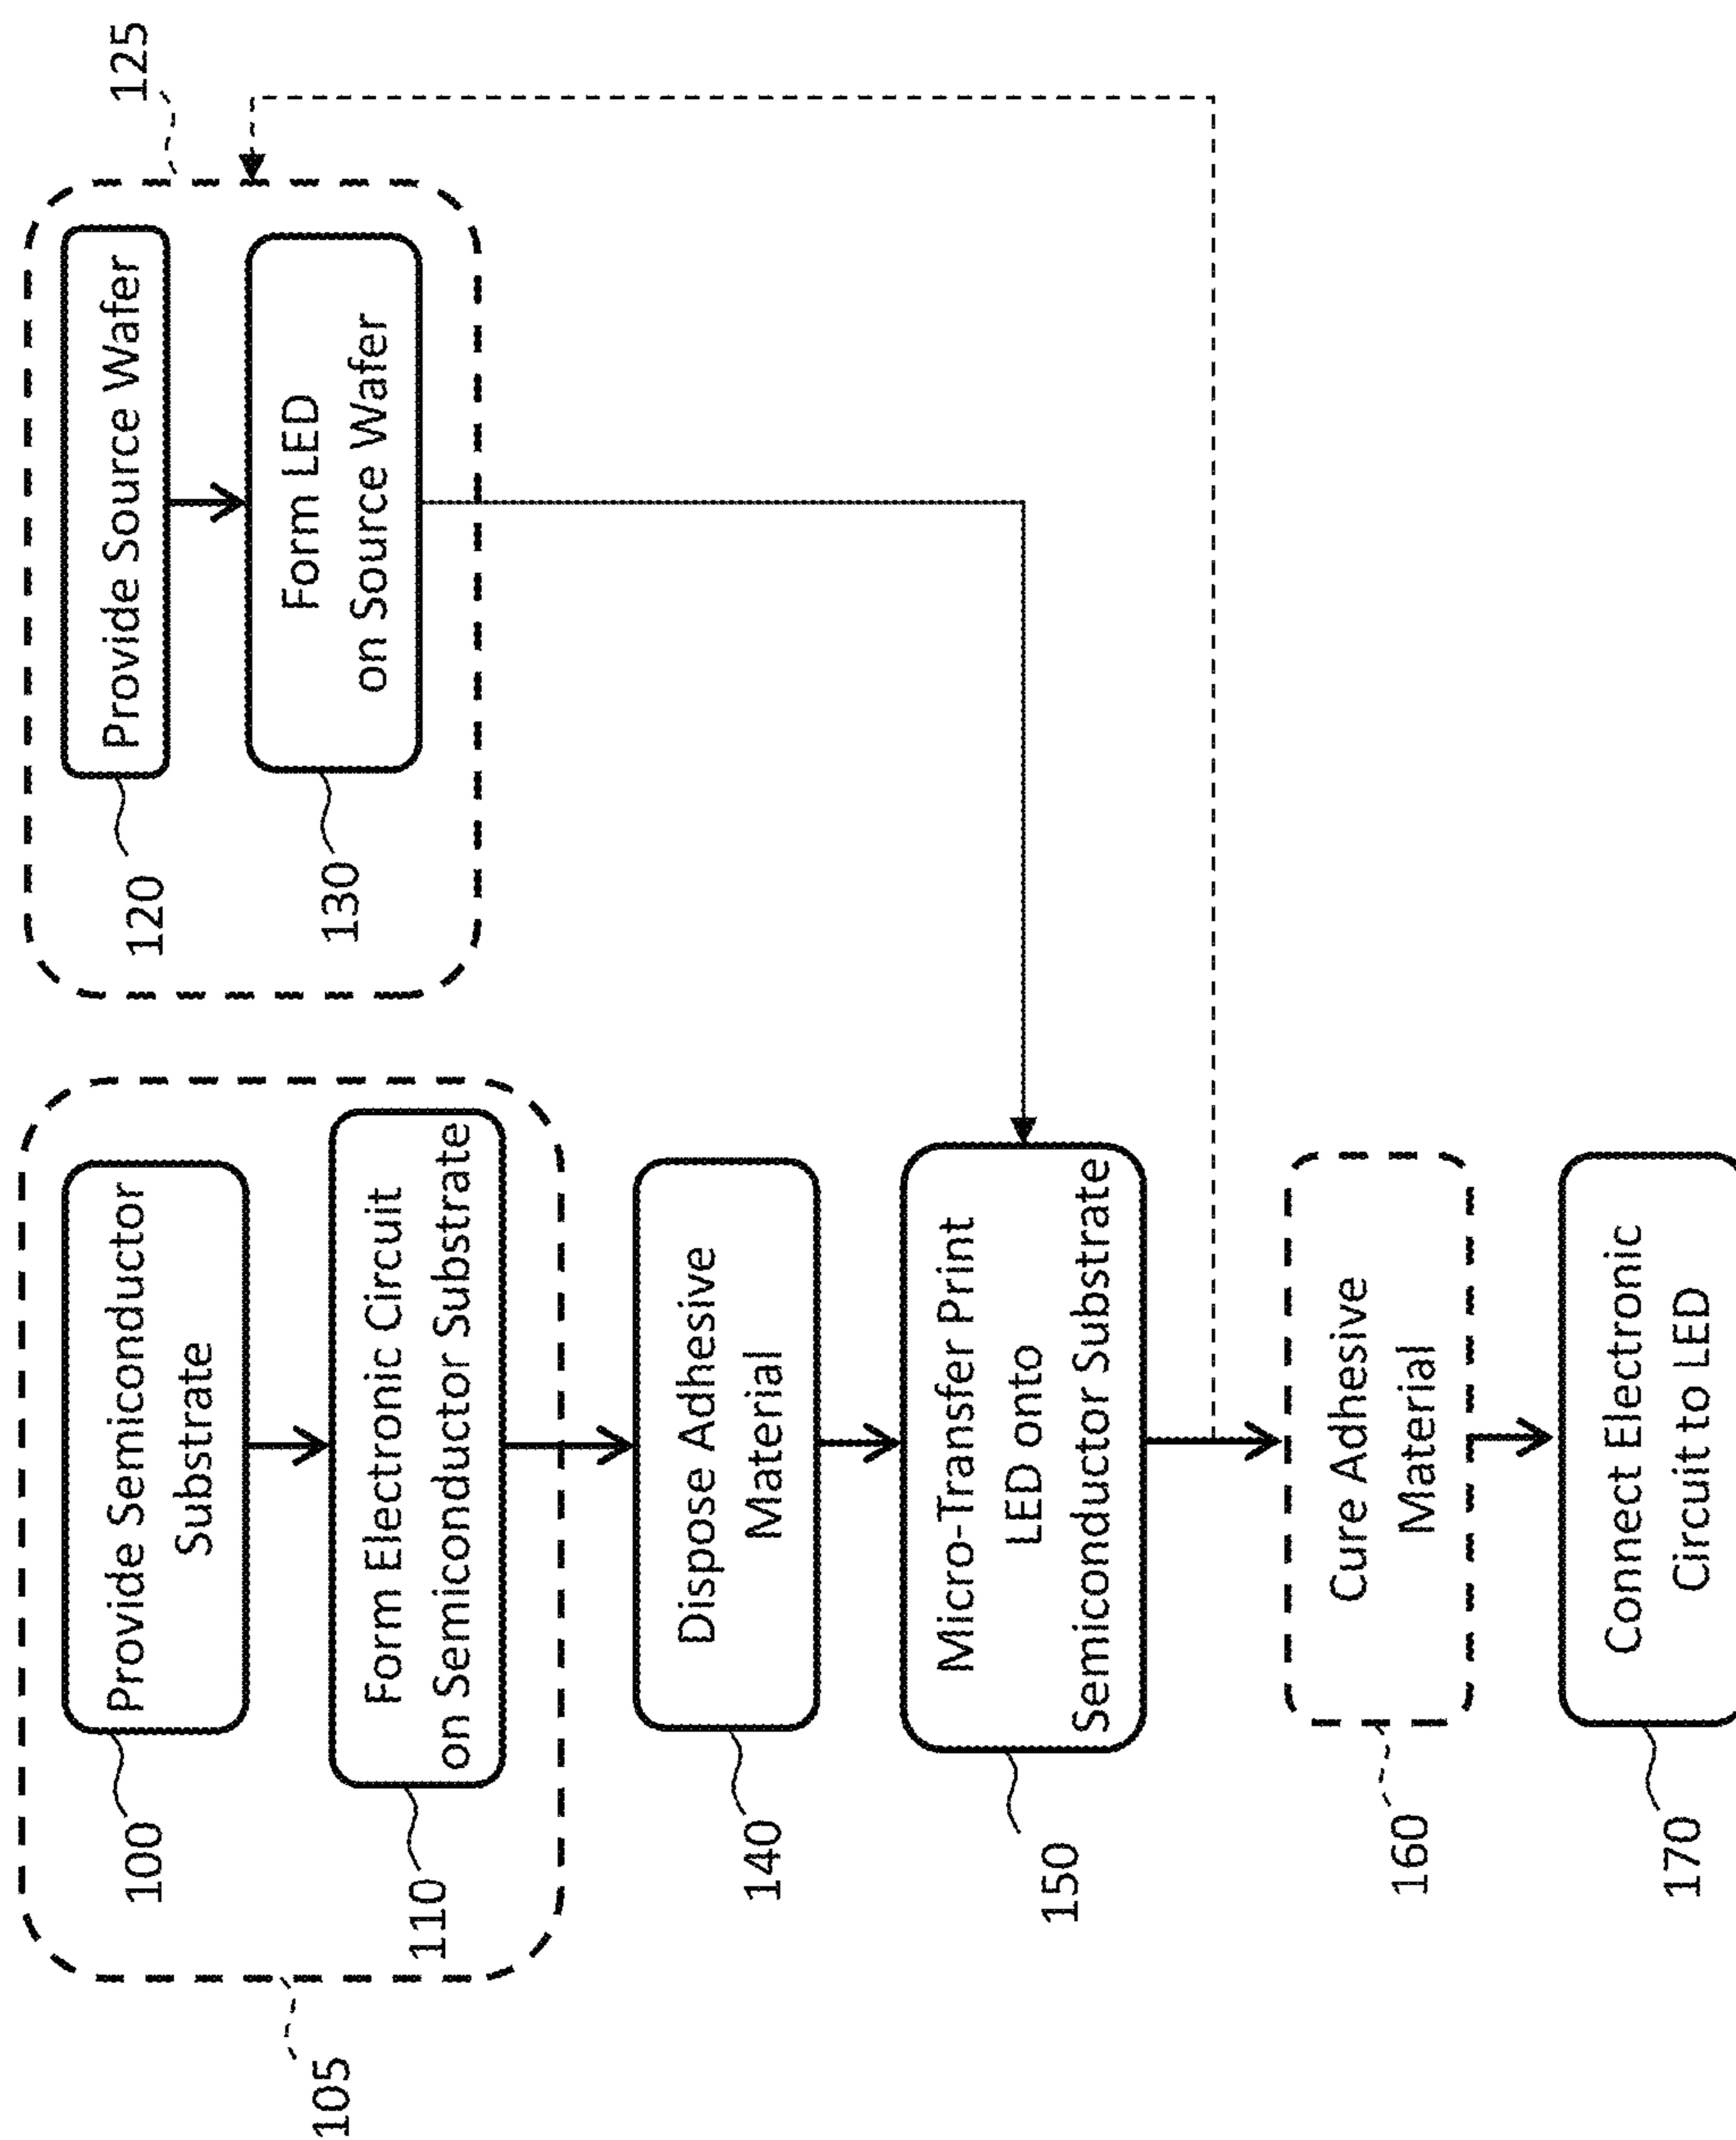 105
100
Provide Semiconductor
Substrate
110
Form Electronic Circuit
on Semiconductor Substrate
125
120
Provide Source Wafer
130
Form LED
on Source Wafer
140
Dispose Adhesive
Material
150
Micro-Transfer Print
LED onto
Semiconductor Substrate
160
Cure Adhesive
Material
170
Connect Electronic
Circuit to LED